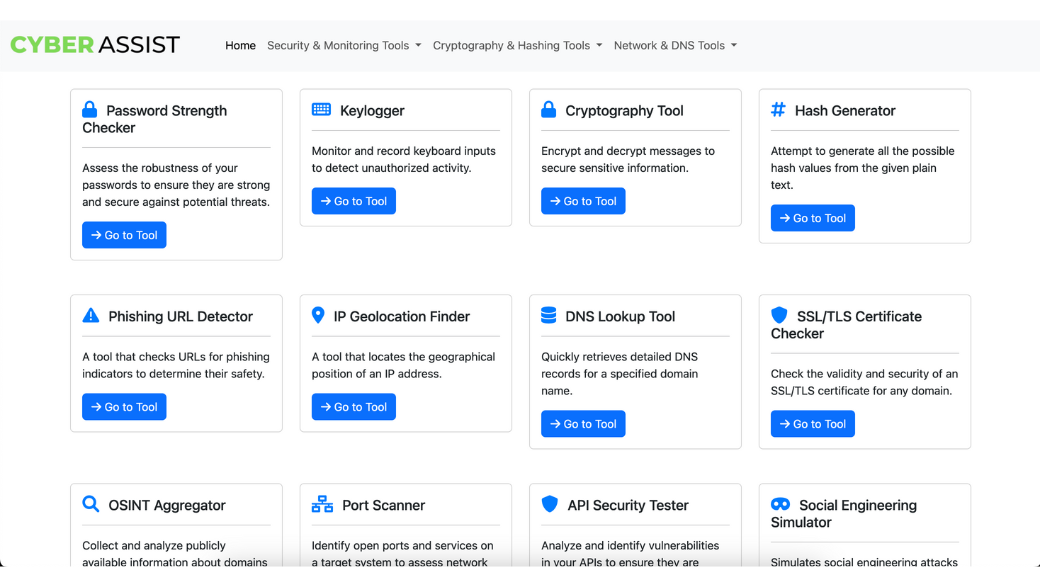 CYBER ASSIST
Home Security & Monitoring Tools Cryptography & Hashing Tools Network & DNS Tools
Password Strength
Checker
Assess the robustness of your
passwords to ensure they are strong
and secure against potential threats.
Go to Tool
Keylogger
Monitor and record keyboard inputs
to detect unauthorized activity.
Go to Tool
Cryptography Tool
Encrypt and decrypt messages to
secure sensitive information.
Go to Tool
Hash Generator
Attempt to generate all the possible
hash values from the given plain
text.
Go to Tool
Phishing URL Detector
A tool that checks URLs for phishing
indicators to determine their safety.
Go to Tool
IP Geolocation Finder
A tool that locates the geographical
position of an IP address.
Go to Tool
DNS Lookup Tool
Quickly retrieves detailed DNS
records for a specified domain
name.
Go to Tool
SSL/TLS Certificate
Checker
Check the validity and security of an
SSL/TLS certificate for any domain.
Go to Tool
OSINT Aggregator
Collect and analyze publicly
available information about domains
Port Scanner
Identify open ports and services on
a target system to assess network
API Security Tester
Analyze and identify vulnerabilities
in your APIs to ensure they are
Social Engineering
Simulator
Simulates social engineering attacks